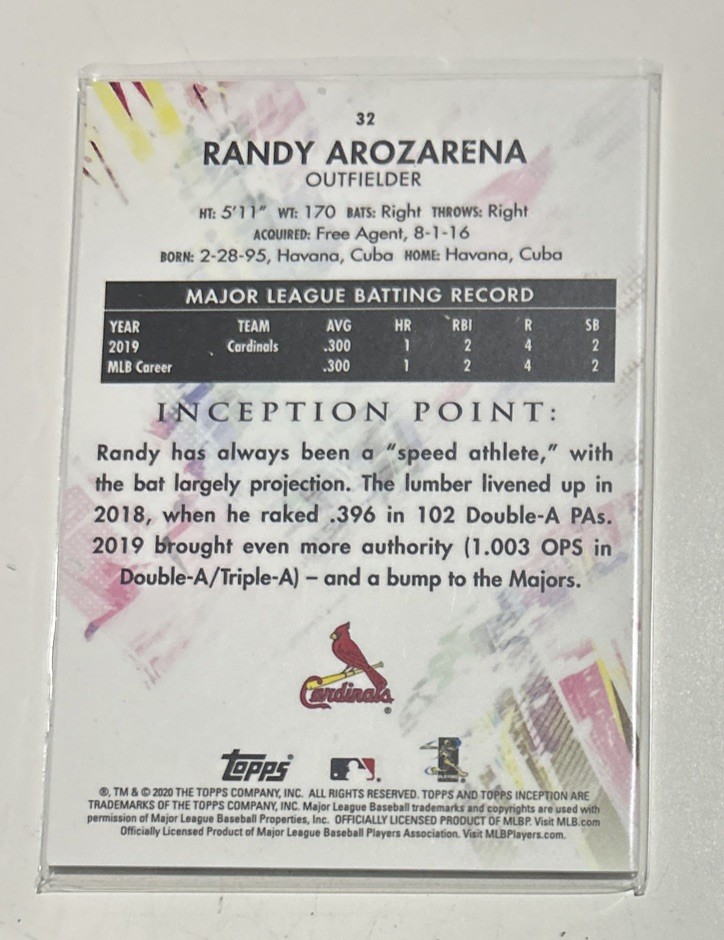 32
RANDY AROZARENA
OUTFIELDER
HT: 5'11" WT: 170 BATS: Right THROWS: Right
ACQUIRED: Free Agent, 8-1-16
BORN: 2-28-95, Havana, Cuba HOME: Havana, Cuba
MAJOR LEAGUE BATTING RECORD
YEAR TEAM AVG HR RBI R SB
2019 Cardinals .300 1 2 4 2
MLB Career .300 1 2 4 2
INCEPTION POINT:
Randy has always been a "speed athlete," with
the bat largely projection. The lumber livened up in
2018, when he raked .396 in 102 Double-A PAs.
2019 brought even more authority (1.003 OPS in
Double-A/Triple-A) – and a bump to the Majors.
Cardinals®
Topps®
®, TM & © 2020 THE TOPPS COMPANY, INC. ALL RIGHTS RESERVED. TOPPS AND TOPPS INCEPTION ARE
TRADEMARKS OF THE TOPPS COMPANY, INC. Major League Baseball trademarks and copyrights are used with
permission of Major League Baseball Properties, Inc. OFFICIALLY LICENSED PRODUCT OF MLBP. Visit MLB.com
Officially Licensed Product of Major League Baseball Players Association. Visit MLBPlayers.com.